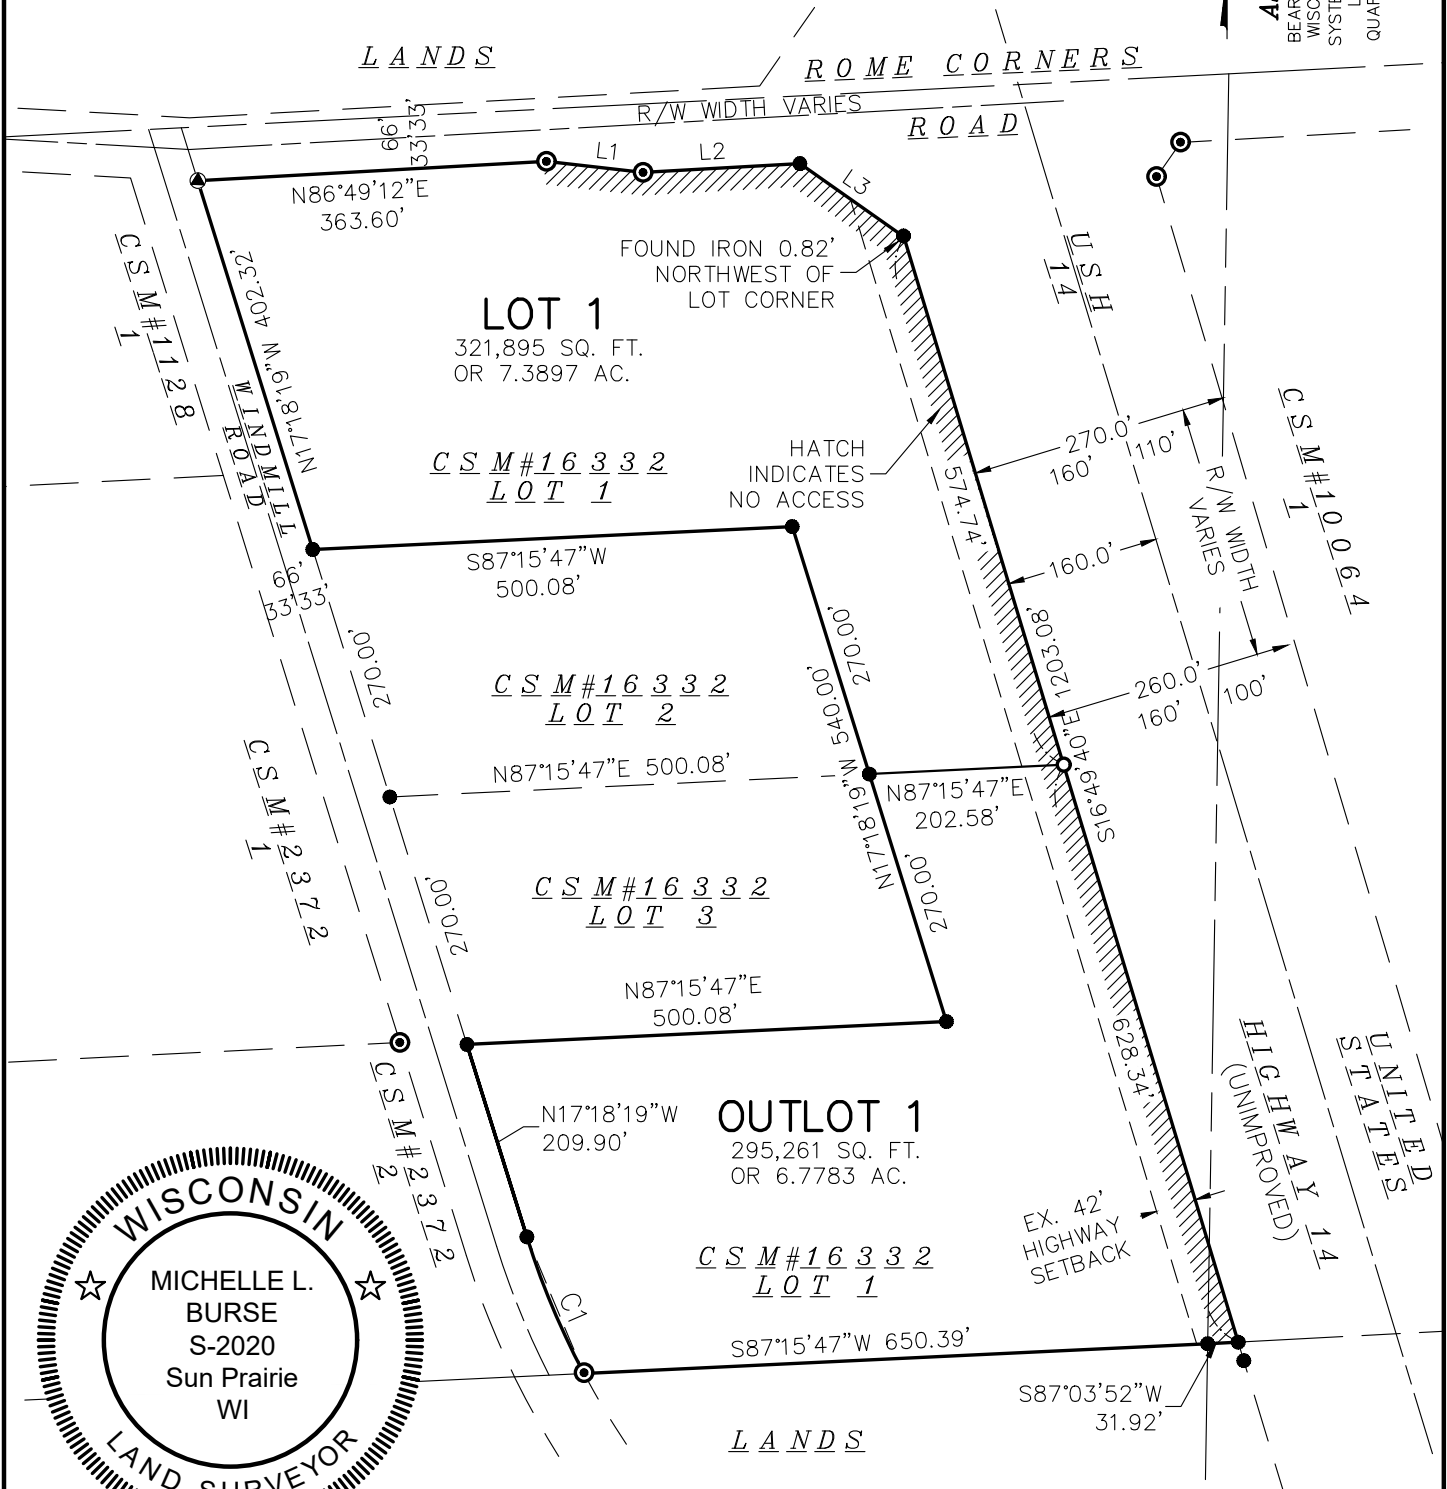 LANDS
ROME CORNERS
ROAD
R/W WIDTH VARIES
66'
33'33'
A
BEAR
WISC
SYSTE
L
QUAR
L1
L2
L3
N86°49'12"E
363.60'
FOUND IRON 0.82'
NORTHWEST OF
LOT CORNER
USH
14
CSM#1128
1
N17°18'19"W 402.32'
WINDMILL
ROAD
LOT 1
321,895 SQ. FT.
OR 7.3897 AC.
CSM#16332
LOT 1
HATCH
INDICATES
NO ACCESS
574.74'
270.0'
160'
110'
R/W WIDTH
VARIES
CSM#10064
1
160.0'
S87°15'47"W
500.08'
66'
33'33'
270.00'
CSM#16332
LOT 2
270.00'
N17°18'19"W 540.00'
S16°49'40"E 1203.08'
260.0'
160'
100'
N87°15'47"E 500.08'
N87°15'47"E
202.58'
CSM#2372
1
270.00'
CSM#16332
LOT 3
270.00'
N87°15'47"E
500.08'
628.34'
HIGHWAY 14
(UNIMPROVED)
UNITED
STATES
CSM#2372
2
N17°18'19"W
209.90'
OUTLOT 1
295,261 SQ. FT.
OR 6.7783 AC.
EX. 42'
HIGHWAY
SETBACK
CSM#16332
LOT 1
C1
S87°15'47"W 650.39'
S87°03'52"W
31.92'
LANDS
WISCONSIN
MICHELLE L.
BURSE
S-2020
Sun Prairie
WI
LAND SURVEYOR